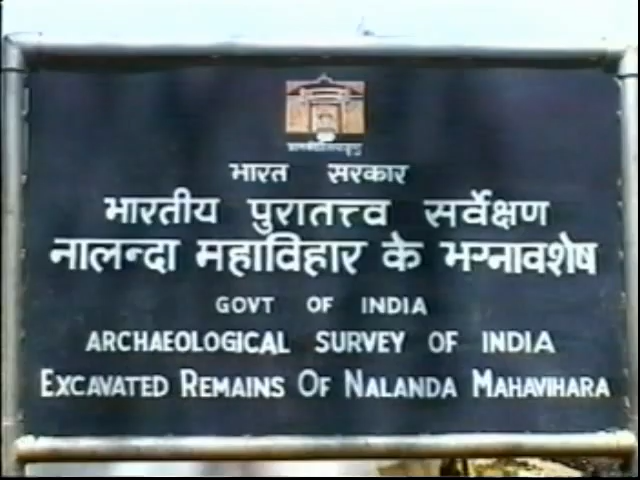 भारत सरकार
भारतीय पुरातत्त्व सर्वेक्षण
नालन्दा महाविहार के भग्नावशेष
GOVT OF INDIA
ARCHAEOLOGICAL SURVEY OF INDIA
EXCAVATED REMAINS OF NALANDA MAHAVIHARA